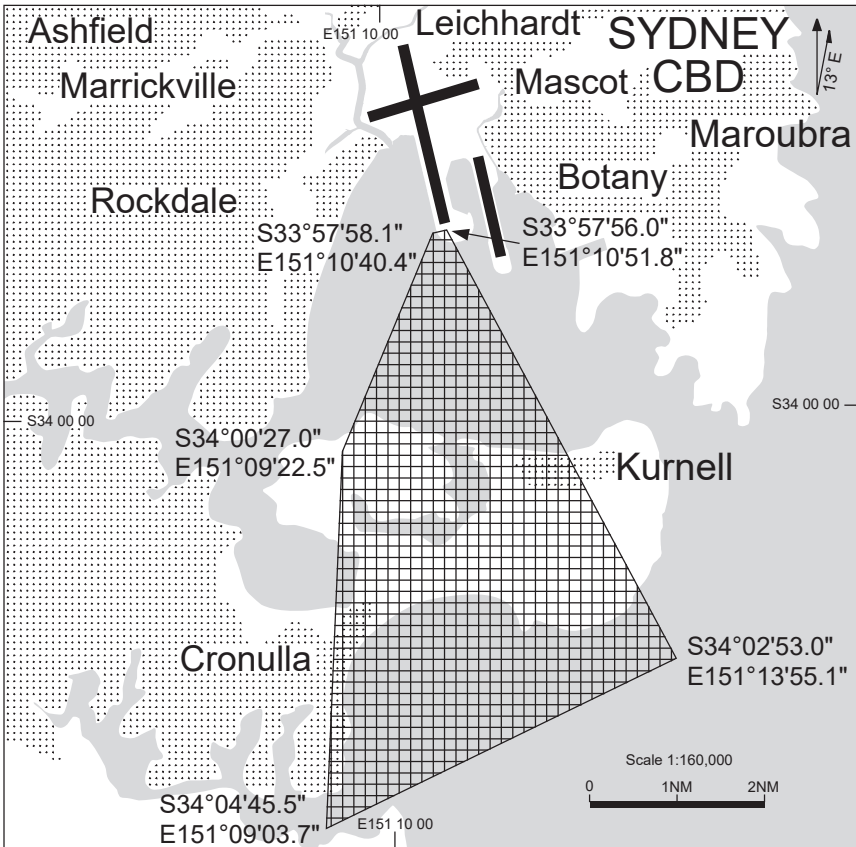 Ashfield
E151 10 00
Leichhardt
SYDNEY
CBD
13° E
Marrickville
Mascot
Maroubra
Botany
Rockdale
S33°57'58.1"
E151°10'40.4"
S33°57'56.0"
E151°10'51.8"
S34 00 00
S34 00 00
S34°00'27.0"
E151°09'22.5"
Kurnell
Cronulla
S34°02'53.0"
E151°13'55.1"
Scale 1:160,000
0 1NM 2NM
S34°04'45.5"
E151°09'03.7"
E151 10 00